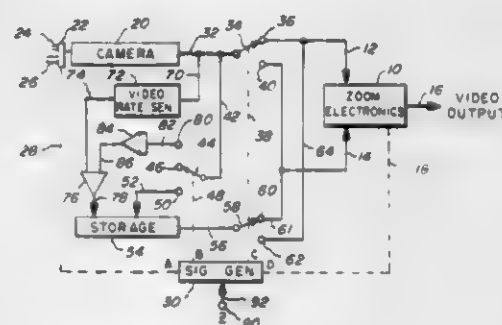 24 22 20 32 34 36
CAMERA
26 74 72 70 12 10
VIDEO
RATE SEN.
40
ZOOM
ELECTRONICS
16
VIDEO
OUTPUT
84 82 80 42 38
28 86 44 64 14 18
46 48 60
76 52 50
78 58 61
STORAGE
54 56 62
A B C D
SIG GEN
30 92
2 90